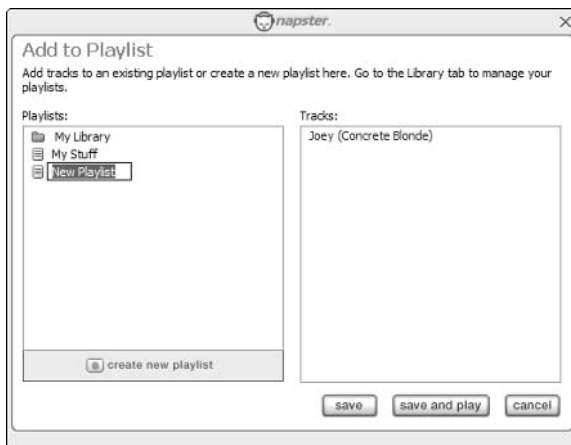 napster.
Add to Playlist
Add tracks to an existing playlist or create a new playlist here. Go to the Library tab to manage your
playlists.
Playlists:
My Library
My Stuff
New Playlist
create new playlist
Tracks:
Joey (Concrete Blonde)
save
save and play
cancel